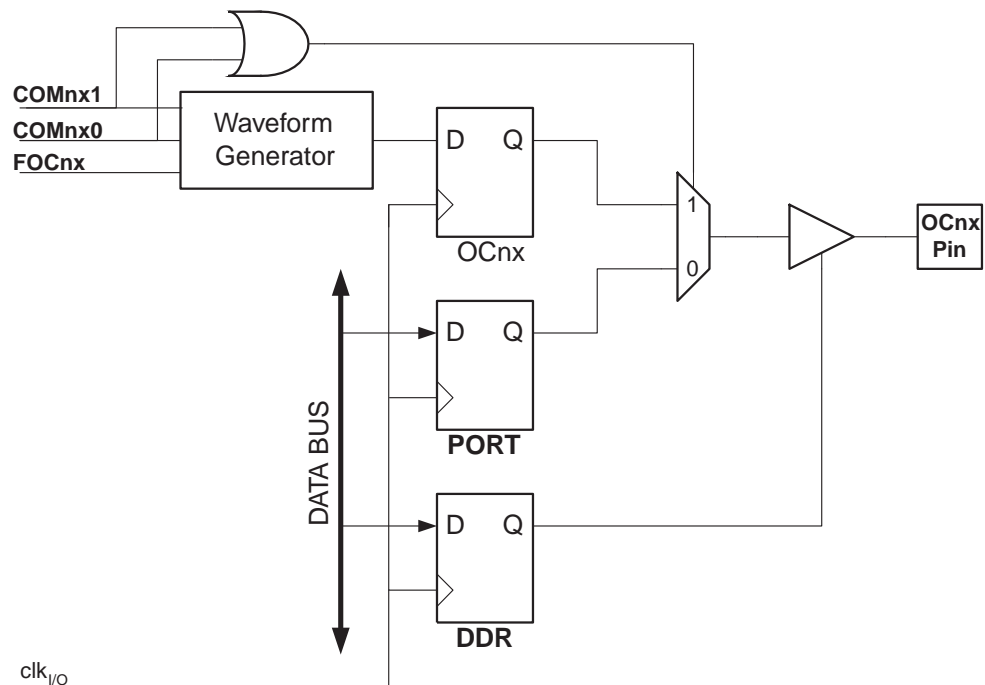 COMnx1
COMnx0
FOCnx
Waveform
Generator
D Q
OCnx
1
0
OCnx
Pin
D Q
PORT
DATA BUS
D Q
DDR
clkI/O